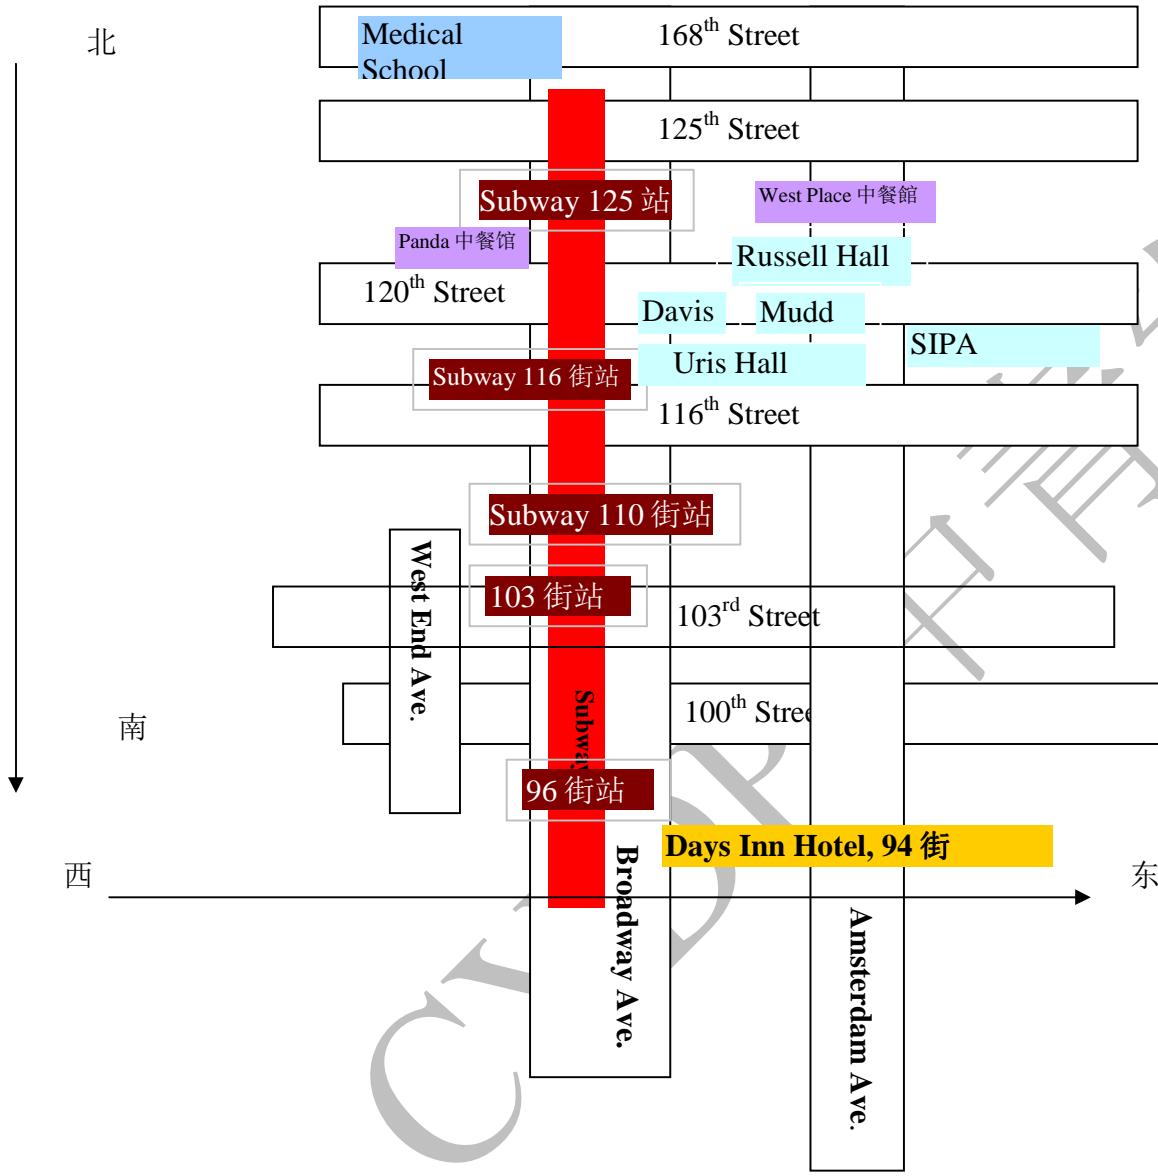 北
Medical
School
168th Street
125th Street
Subway 125 站
West Place 中餐館
Panda 中餐馆
Russell Hall
120th Street
Davis
Mudd
SIPA
Uris Hall
Subway 116 街站
116th Street
Subway 110 街站
West End Ave.
103 街站
103rd Street
Subway
100th Stree
南
96 街站
Days Inn Hotel, 94 街
西
东
Broadway Ave.
Amsterdam Ave.